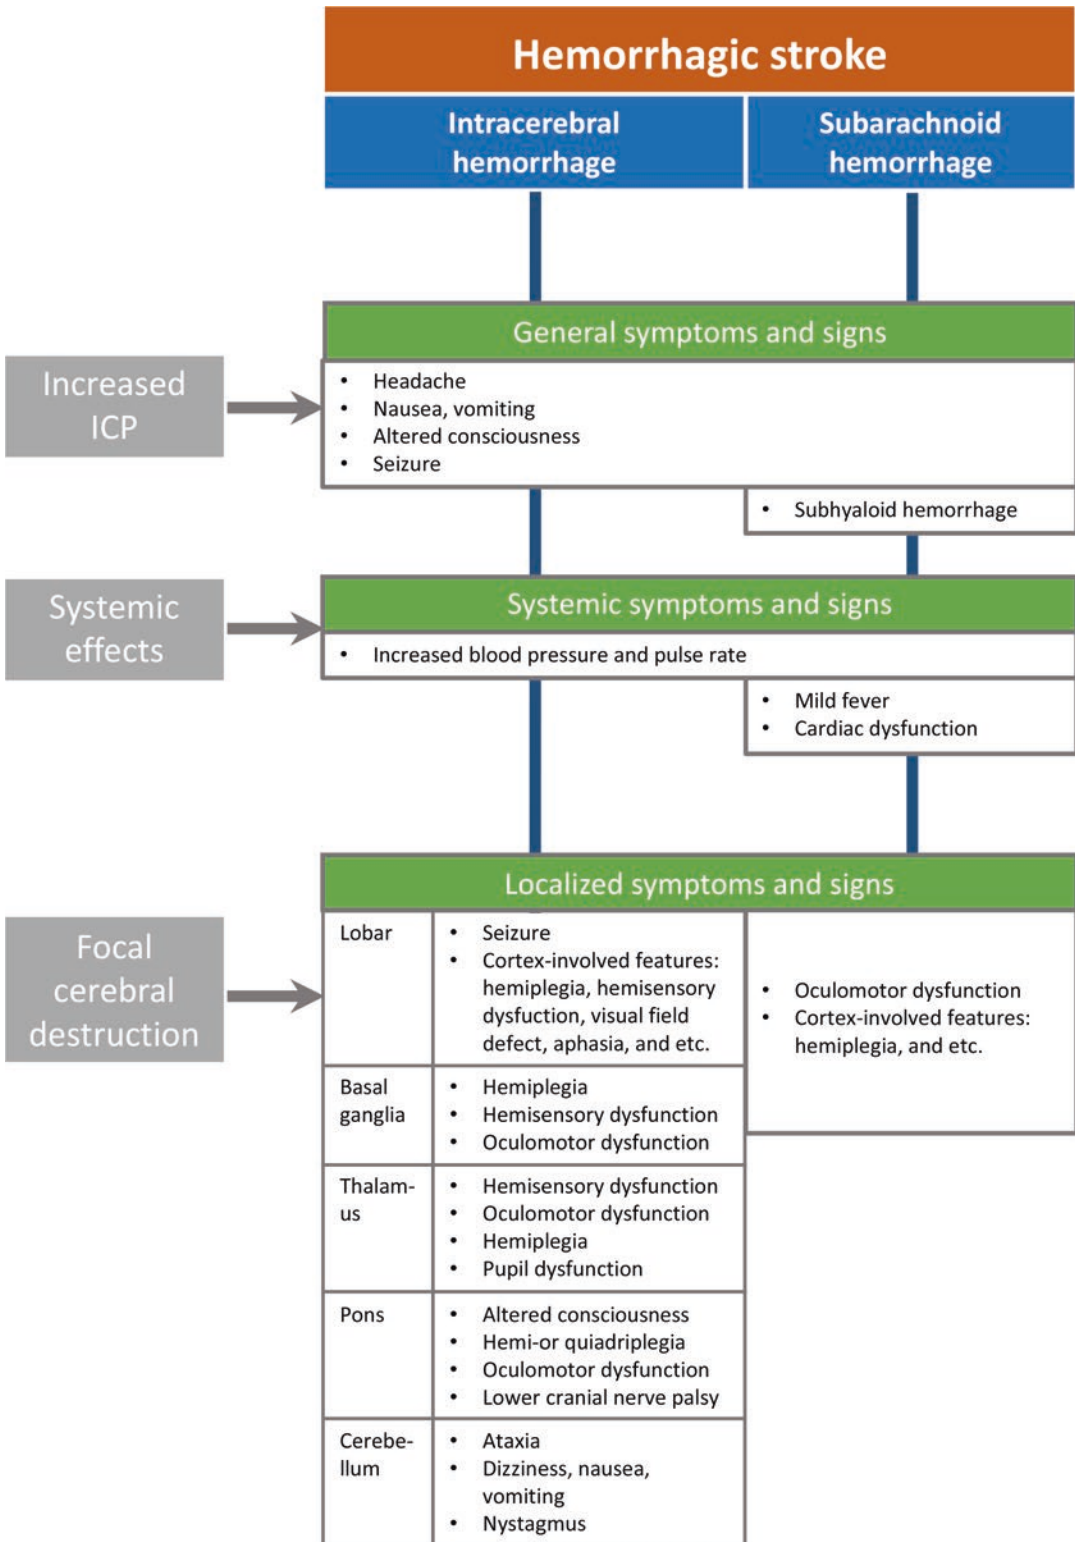 Hemorrhagic stroke
Intracerebral
hemorrhage
Subarachnoid
hemorrhage
General symptoms and signs
Increased
ICP
• Headache
• Nausea, vomiting
• Altered consciousness
• Seizure
• Subhyaloid hemorrhage
Systemic
effects
Systemic symptoms and signs
• Increased blood pressure and pulse rate
• Mild fever
• Cardiac dysfunction
Localized symptoms and signs
Focal
cerebral
destruction
Lobar
• Seizure
• Cortex-involved features:
hemiplegia, hemisensory
dysfuction, visual field
defect, aphasia, and etc.
• Oculomotor dysfunction
• Cortex-involved features:
hemiplegia, and etc.
Basal
ganglia
• Hemiplegia
• Hemisensory dysfunction
• Oculomotor dysfunction
Thalam-
us
• Hemisensory dysfunction
• Oculomotor dysfunction
• Hemiplegia
• Pupil dysfunction
Pons
• Altered consciousness
• Hemi-or quiadriplegia
• Oculomotor dysfunction
• Lower cranial nerve palsy
Cerebe-
llum
• Ataxia
• Dizziness, nausea,
vomiting
• Nystagmus